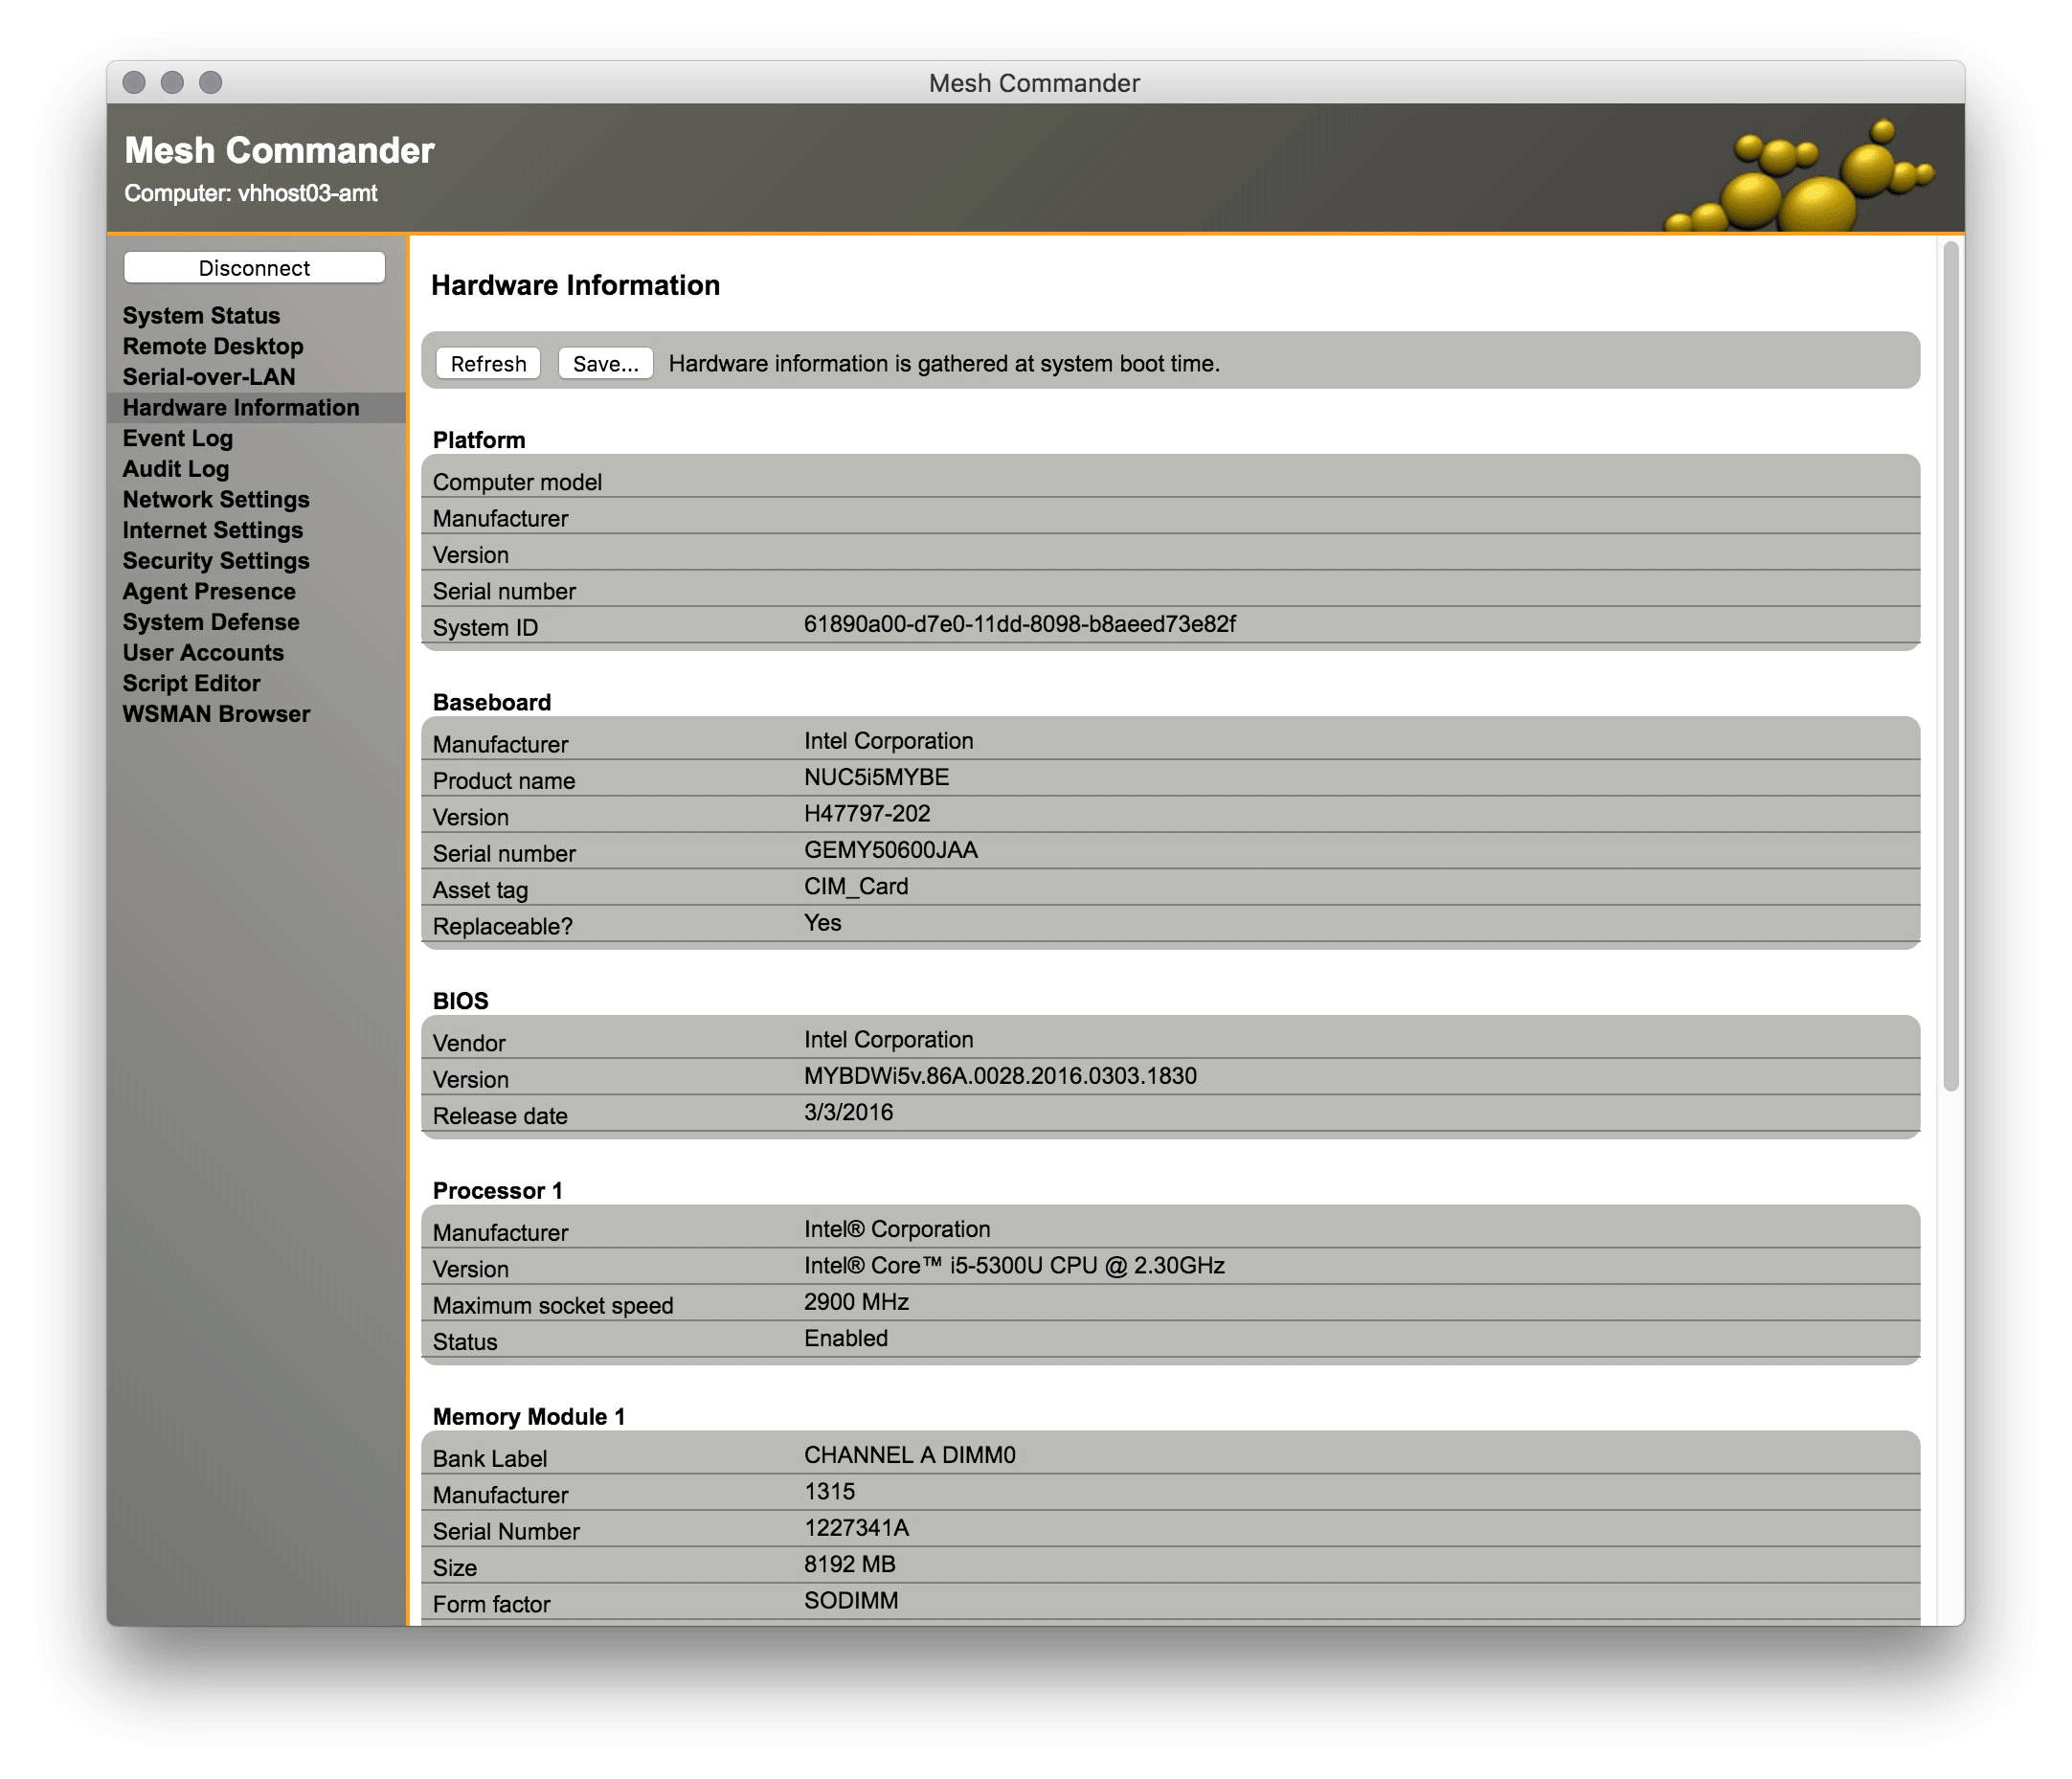 Mesh Commander
Mesh Commander
Computer: vhhost03-amt
Disconnect
System Status
Remote Desktop
Serial-over-LAN
Hardware Information
Event Log
Audit Log
Network Settings
Internet Settings
Security Settings
Agent Presence
System Defense
User Accounts
Script Editor
WSMAN Browser
Hardware Information
Refresh Save... Hardware information is gathered at system boot time.
Platform
Computer model
Manufacturer
Version
Serial number
System ID 61890a00-d7e0-11dd-8098-b8aeed73e82f
Baseboard
Manufacturer Intel Corporation
Product name NUC5i5MYBE
Version H47797-202
Serial number GEMY50600JAA
Asset tag CIM_Card
Replaceable? Yes
BIOS
Vendor Intel Corporation
Version MYBDWi5v.86A.0028.2016.0303.1830
Release date 3/3/2016
Processor 1
Manufacturer Intel® Corporation
Version Intel® Core™ i5-5300U CPU @ 2.30GHz
Maximum socket speed 2900 MHz
Status Enabled
Memory Module 1
Bank Label CHANNEL A DIMM0
Manufacturer 1315
Serial Number 1227341A
Size 8192 MB
Form factor SODIMM